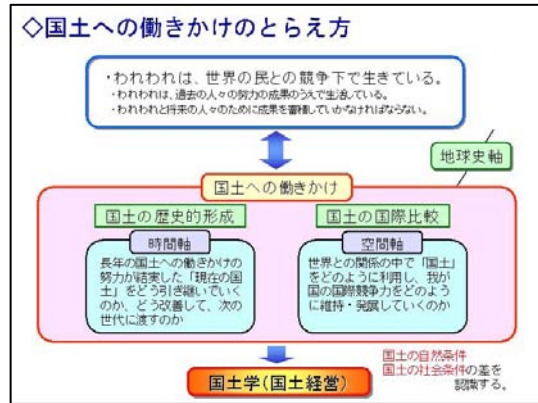 ◇国土への働きかけのとらえ方
・われわれは、世界の民との競争下で生きている。
・われわれは、過去の人々の努力の成果のうえで生活している。
・われわれと将来の人々のために成果を蓄積していかなければならない。
地球史軸
国土への働きかけ
国土の歴史的形成
国土の国際比較
時間軸
長年の国土への働きかけの
努力が結実した「現在の国
土」をどう引き継いでいく
のか、どう改善して、次の
世代に渡すのか
空間軸
世界との関係の中で「国土」
をどのように利用し、我が
国の国際競争力をどのよう
に維持・発展していくのか
国土学(国土経営)
国土の自然条件
国土の社会条件の差を
認識する。